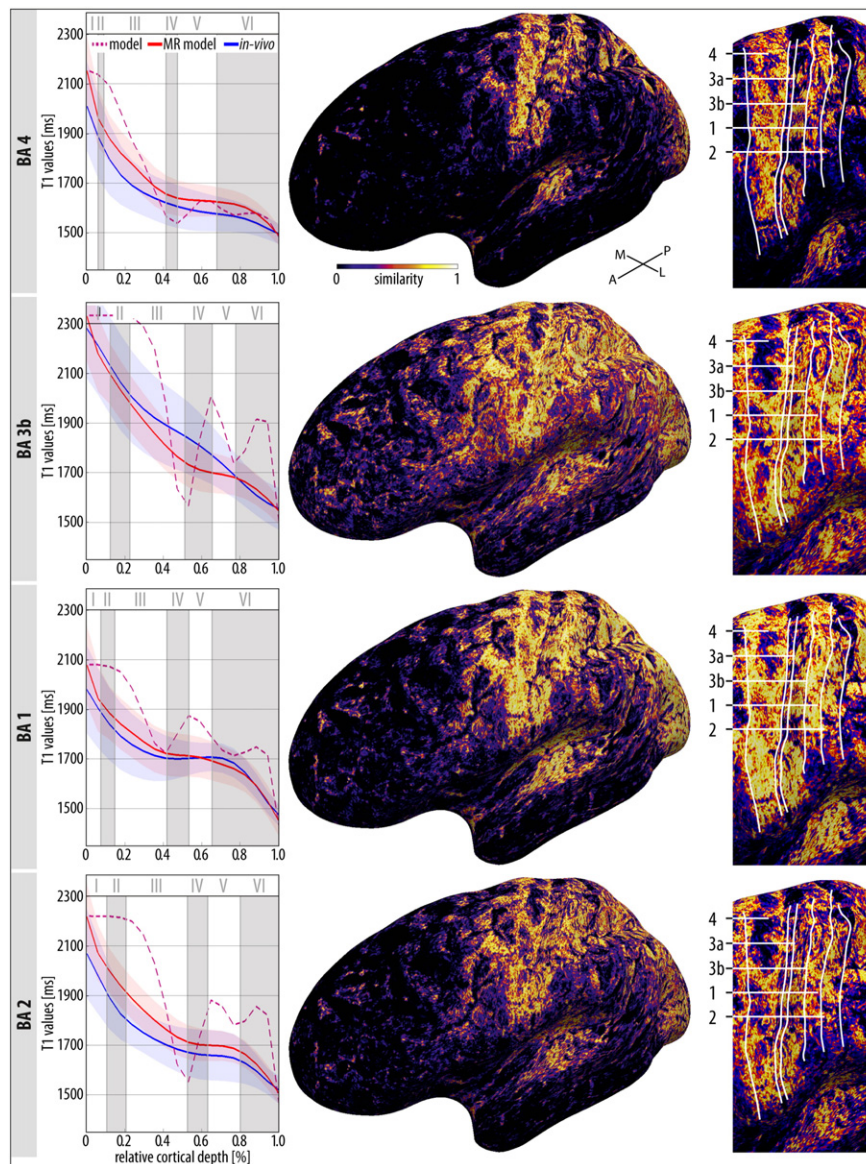 BA 4
T1 values [ms]
2300
2100
1900
1700
1500
I II III IV V VI
model MR model in-vivo
0 0.2 0.4 0.6 0.8 1.0
0 similarity 1
M P
A L
4
3a
3b
1
2
BA 3b
T1 values [ms]
2300
2100
1900
1700
1500
I II III IV V VI
0 0.2 0.4 0.6 0.8 1.0
4
3a
3b
1
2
BA 1
T1 values [ms]
2300
2100
1900
1700
1500
I II III IV V VI
0 0.2 0.4 0.6 0.8 1.0
4
3a
3b
1
2
BA 2
T1 values [ms]
2300
2100
1900
1700
1500
I II III IV V VI
0 0.2 0.4 0.6 0.8 1.0
relative cortical depth [%]
4
3a
3b
1
2